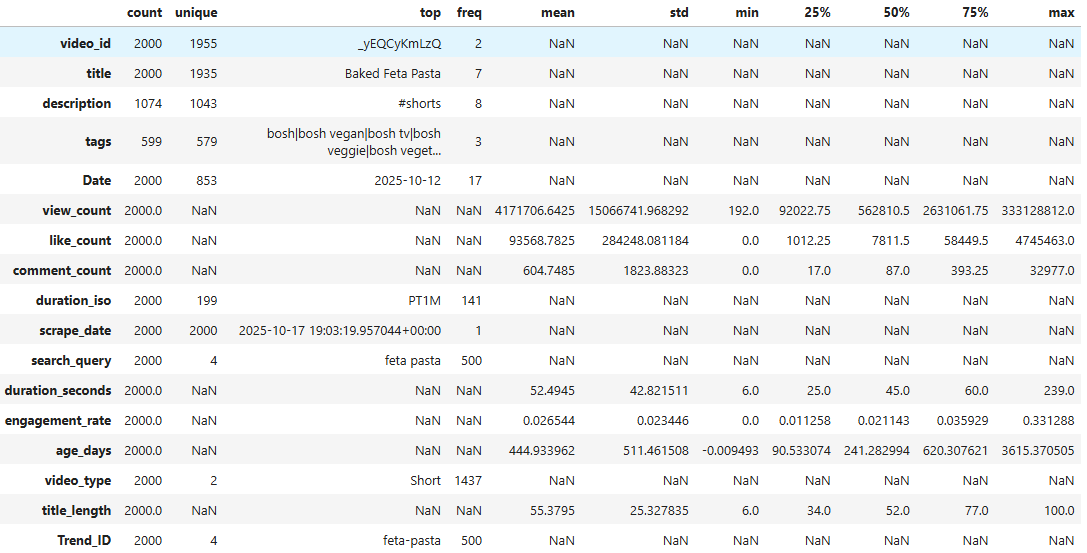 count unique top freq mean std min 25% 50% 75% max
video_id 2000 1955 _yEQCyKmLzQ 2 NaN NaN NaN NaN NaN NaN NaN
title 2000 1935 Baked Feta Pasta 7 NaN NaN NaN NaN NaN NaN NaN
description 1074 1043 #shorts 8 NaN NaN NaN NaN NaN NaN NaN
tags 599 579 bosh|bosh vegan|bosh tv|bosh
veggie|bosh veget... 3 NaN NaN NaN NaN NaN NaN NaN
Date 2000 853 2025-10-12 17 NaN NaN NaN NaN NaN NaN NaN
view_count 2000.0 NaN NaN NaN 4171706.6425 15066741.968292 192.0 92022.75 562810.5 2631061.75 333128812.0
like_count 2000.0 NaN NaN NaN 93568.7825 284248.081184 0.0 1012.25 7811.5 58449.5 4745463.0
comment_count 2000.0 NaN NaN NaN 604.7485 1823.88323 0.0 17.0 87.0 393.25 32977.0
duration_iso 2000 199 PT1M 141 NaN NaN NaN NaN NaN NaN NaN
scrape_date 2000 2000 2025-10-17 19:03:19.957044+00:00 1 NaN NaN NaN NaN NaN NaN NaN
search_query 2000 4 feta pasta 500 NaN NaN NaN NaN NaN NaN NaN
duration_seconds 2000.0 NaN NaN NaN 52.4945 42.821511 6.0 25.0 45.0 60.0 239.0
engagement_rate 2000.0 NaN NaN NaN 0.026544 0.023446 0.0 0.011258 0.021143 0.035929 0.331288
age_days 2000.0 NaN NaN NaN 444.933962 511.461508 -0.009493 90.533074 241.282994 620.307621 3615.370505
video_type 2000 2 Short 1437 NaN NaN NaN NaN NaN NaN NaN
title_length 2000.0 NaN NaN NaN 55.3795 25.327835 6.0 34.0 52.0 77.0 100.0
Trend_ID 2000 4 feta-pasta 500 NaN NaN NaN NaN NaN NaN NaN